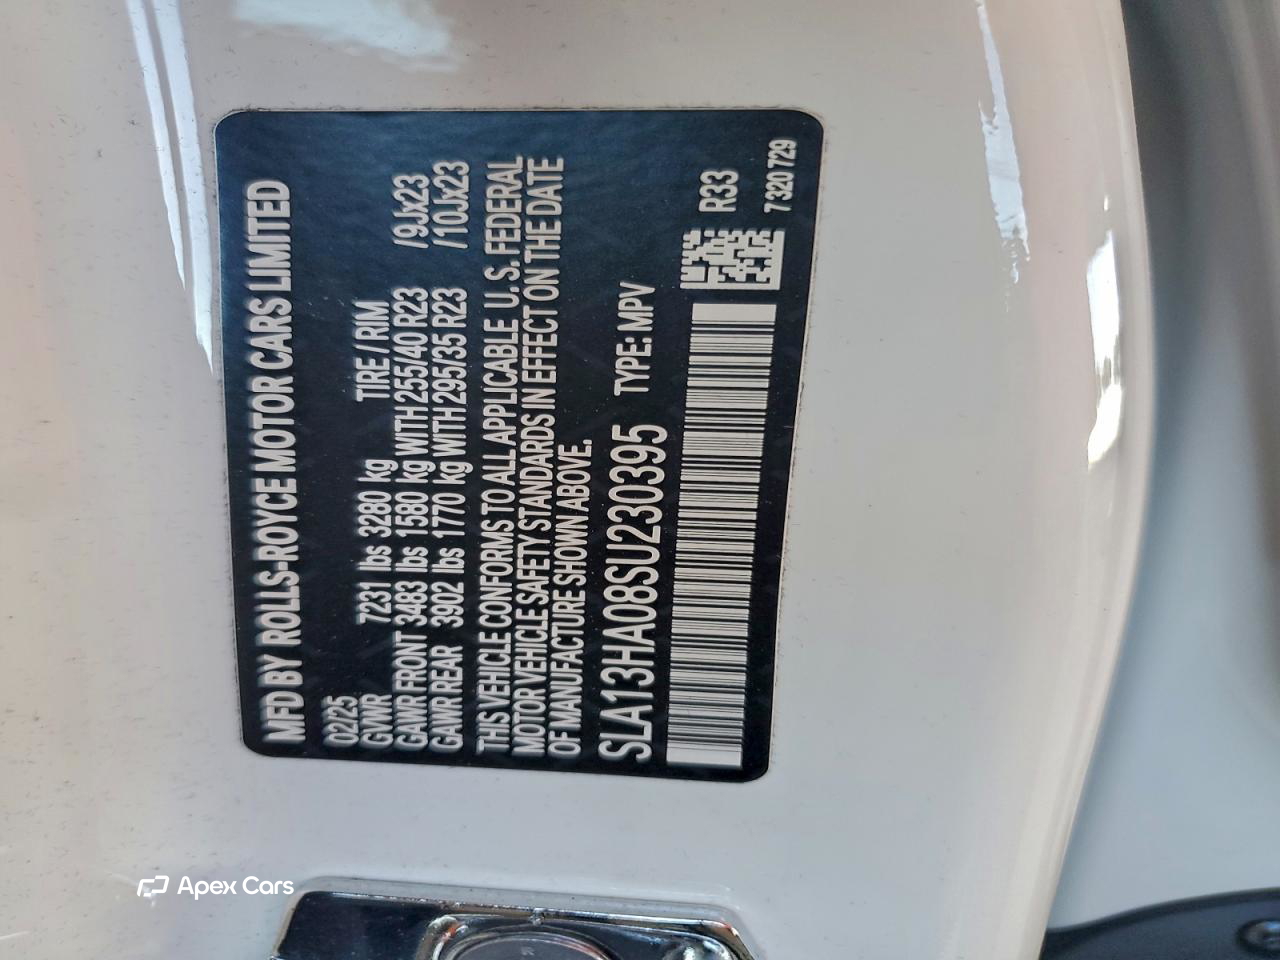 MFD BY ROLLS-ROYCE MOTOR CARS LIMITED
02/25
GVWR 7231 lbs 3280 kg TIRE / RIM
GAWR FRONT 3483 lbs 1580 kg WITH 255/40 R23 /9Jx23
GAWR REAR 3902 lbs 1770 kg WITH 295/35 R23 /10Jx23
THIS VEHICLE CONFORMS TO ALL APPLICABLE U.S. FEDERAL
MOTOR VEHICLE SAFETY STANDARDS IN EFFECT ON THE DATE
OF MANUFACTURE SHOWN ABOVE.
SLA13HA08SU230395 TYPE: MPV
R33
7 320 729
Apex Cars